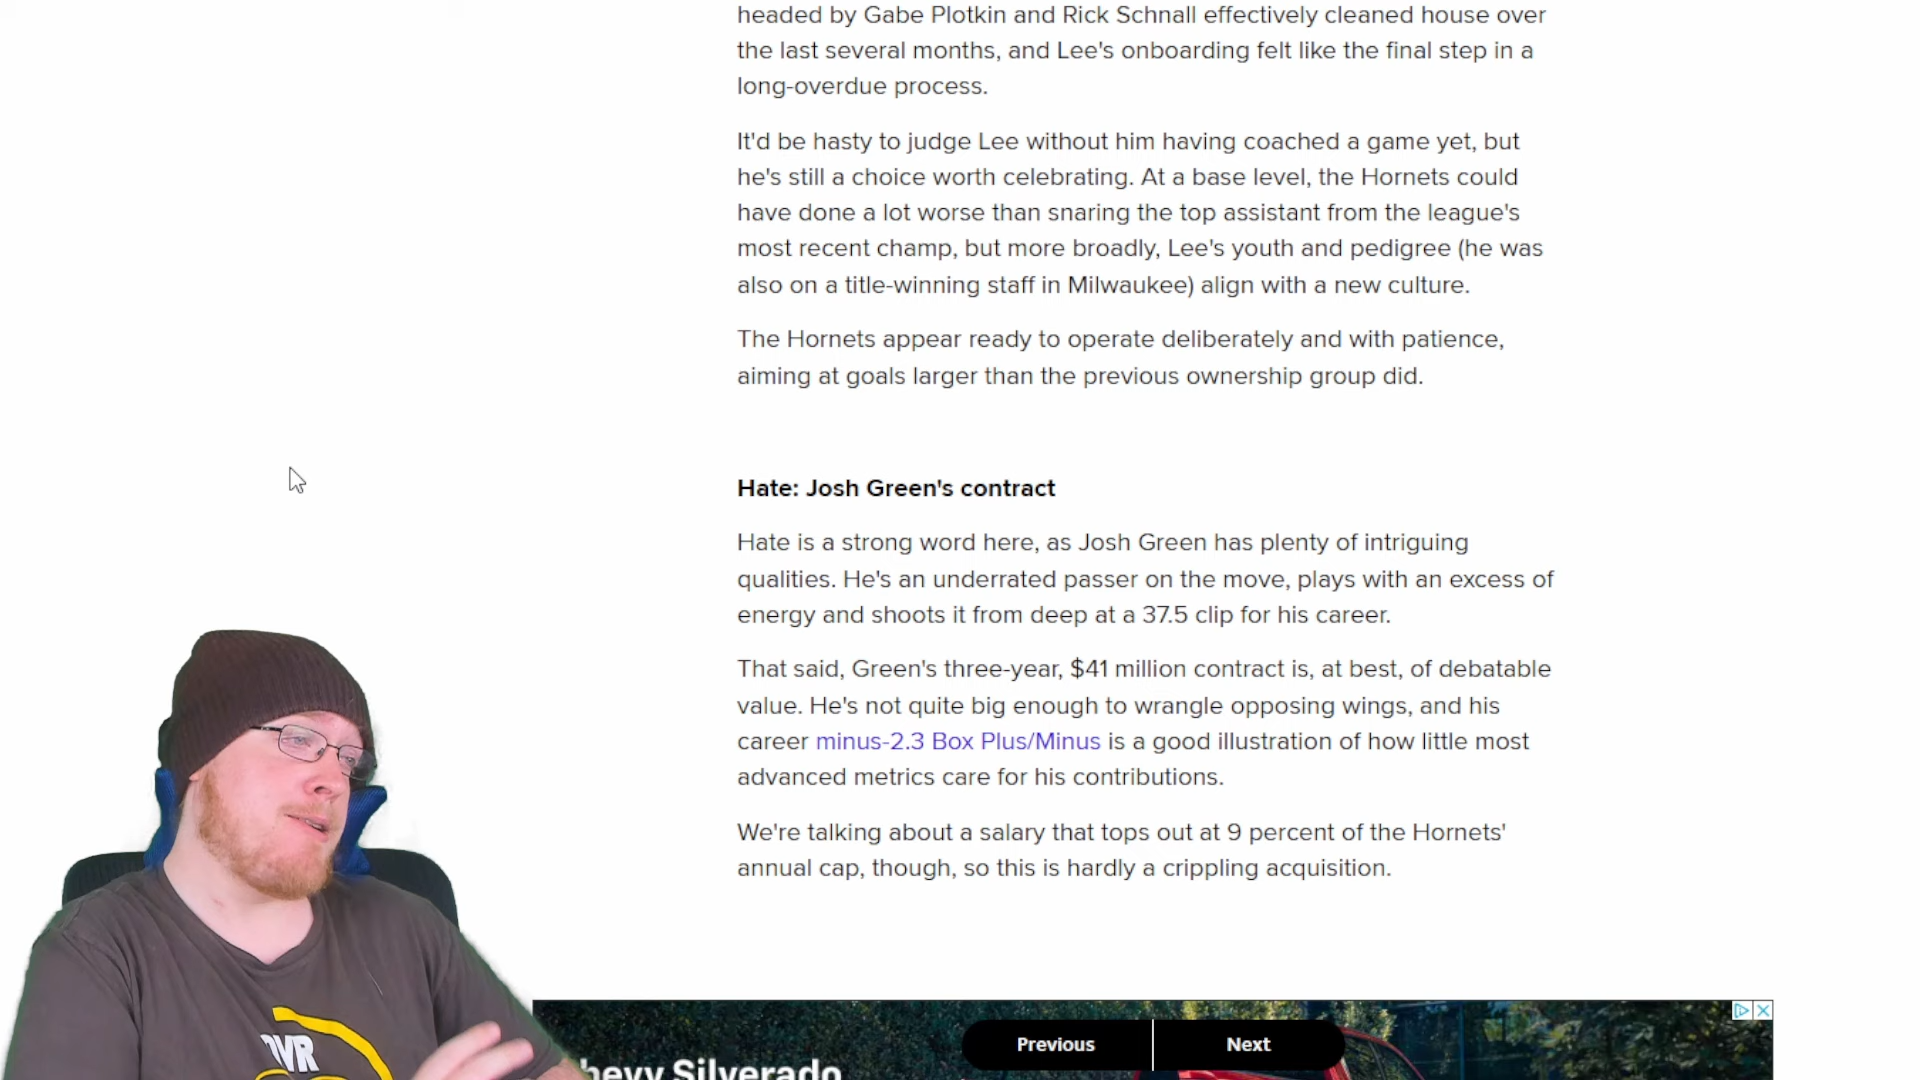 headed by Gabe Plotkin and Rick Schnall effectively cleaned house over
the last several months, and Lee's onboarding felt like the final step in a
long-overdue process.
It'd be hasty to judge Lee without him having coached a game yet, but
he's still a choice worth celebrating. At a base level, the Hornets could
have done a lot worse than snaring the top assistant from the league's
most recent champ, but more broadly, Lee's youth and pedigree (he was
also on a title-winning staff in Milwaukee) align with a new culture.
The Hornets appear ready to operate deliberately and with patience,
aiming at goals larger than the previous ownership group did.
Hate: Josh Green's contract
Hate is a strong word here, as Josh Green has plenty of intriguing
qualities. He's an underrated passer on the move, plays with an excess of
energy and shoots it from deep at a 37.5 clip for his career.
That said, Green's three-year, $41 million contract is, at best, of debatable
value. He's not quite big enough to wrangle opposing wings, and his
career minus-2.3 Box Plus/Minus is a good illustration of how little most
advanced metrics care for his contributions.
We're talking about a salary that tops out at 9 percent of the Hornets'
annual cap, though, so this is hardly a crippling acquisition.
Previous
Next
Silverado